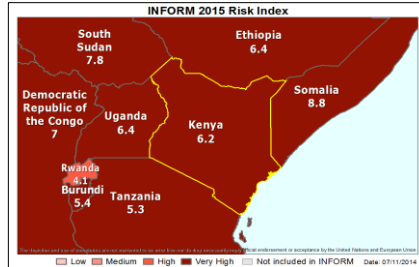 INFORM 2015 Risk Index
South
Sudan
7.8
Ethiopia
6.4
Democratic
Republic of
the Congo
7
Uganda
6.4
Kenya
6.2
Somalia
8.8
Rwanda
4.1
Burundi
5.4
Tanzania
5.3
Low Medium High Very High Not included in INFORM Date: 07/11/2014